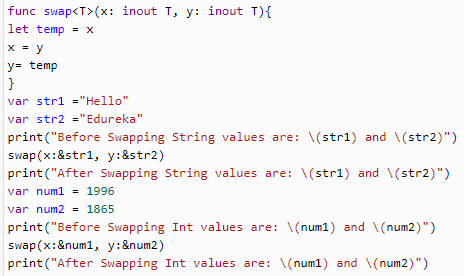 func swap<T>(x: inout T, y: inout T){
let temp = x
x = y
y= temp
}
var str1 ="Hello"
var str2 ="Edureka"
print("Before Swapping String values are: \(str1) and \(str2)")
swap(x:&str1, y:&str2)
print("After Swapping String values are: \(str1) and \(str2)")
var num1 = 1996
var num2 = 1865
print("Before Swapping Int values are: \(num1) and \(num2)")
swap(x:&num1, y:&num2)
print("After Swapping Int values are: \(num1) and \(num2)")